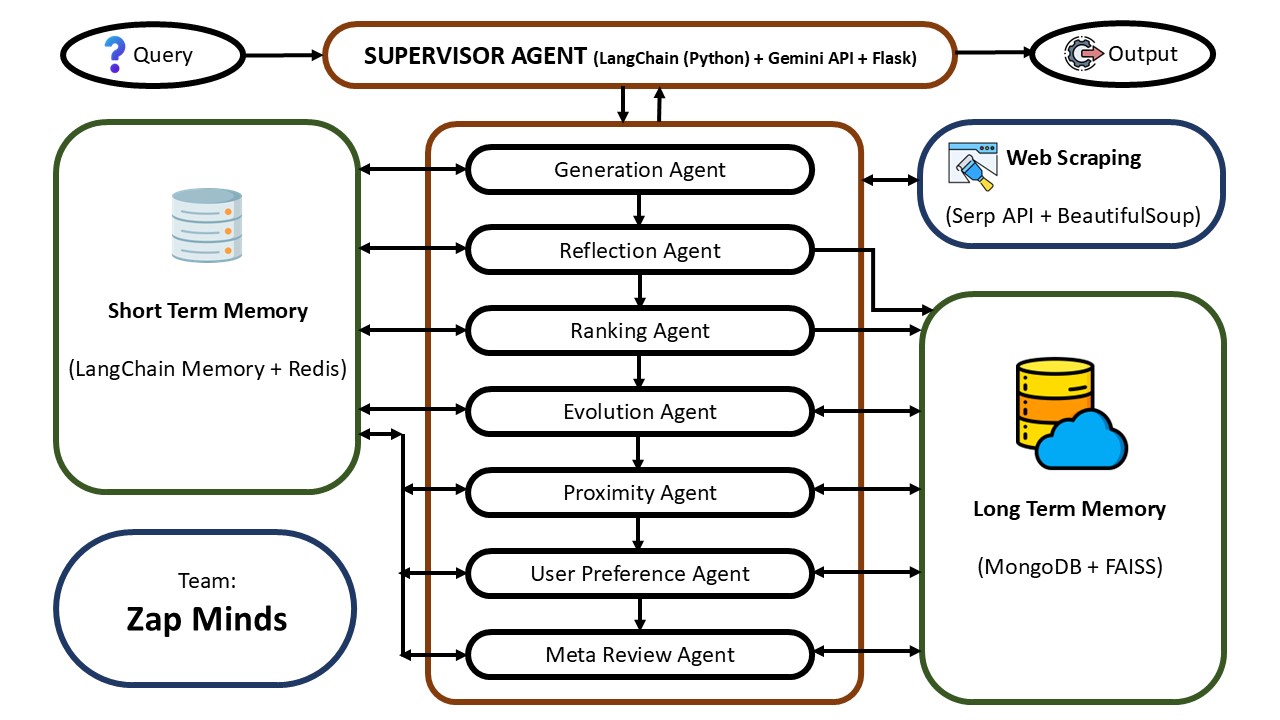 Query
SUPERVISOR AGENT (LangChain (Python) + Gemini API + Flask)
Output
Short Term Memory
(LangChain Memory + Redis)
Generation Agent
Reflection Agent
Ranking Agent
Evolution Agent
Proximity Agent
User Preference Agent
Meta Review Agent
Web Scraping
(Serp API + BeautifulSoup)
Long Term Memory
(MongoDB + FAISS)
Team:
Zap Minds